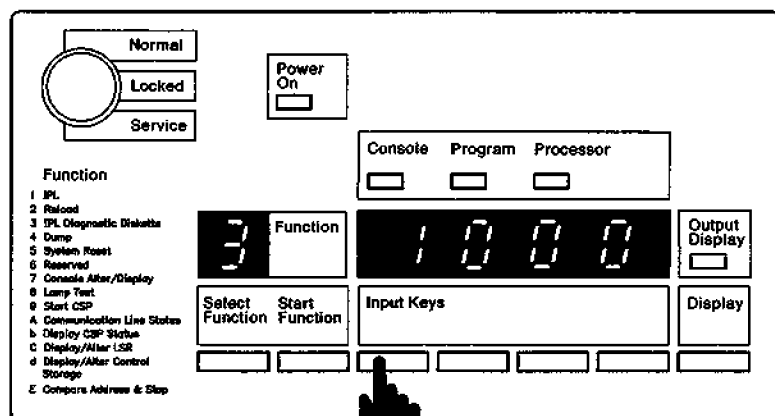 Normal
Locked
Service
Power
On
Console Program Processor
Function
1 IPL
2 Reload
3 IPL Diagnostic Diskette
4 Dump
5 System Reset
6 Reserved
7 Console Alter/Display
8 Lamp Test
9 Start CSP
A Communication Line Status
b Display CSP Status
C Display/Alter LSR
d Display/Alter Control
Storage
E Compare Address & Stop
3 Function
1 0 0 0
Output
Display
Select
Function
Start
Function
Input Keys
Display